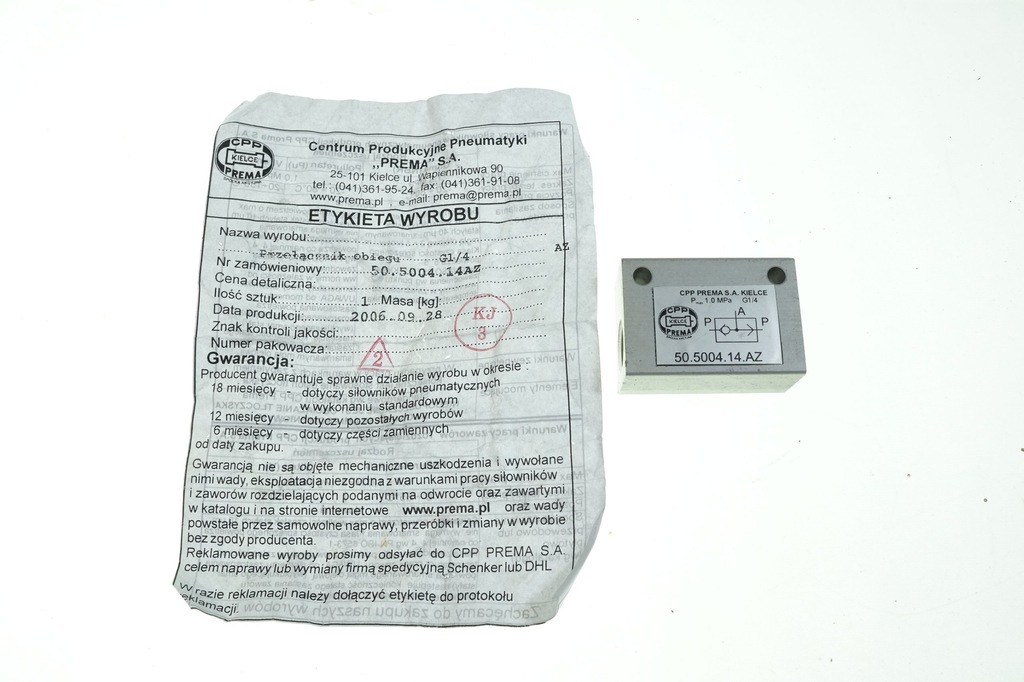 CPP
KIELCE
PREMA
Centrum Produkcyjne Pneumatyki
„PREMA" S.A.
25-101 Kielce ul. Wapiennikowa 90
tel.: (041)361-95-24, fax: (041)361-91-08
www.prema.pl , e-mail: prema@prema.pl
ETYKIETA WYROBU
Nazwa wyrobu:
Przełącznik obiegu G1/4 AZ
Nr zamówieniowy: 50.5004.14AZ
Cena detaliczna:
Ilość sztuk: 1 Masa [kg]:
Data produkcji: 2006.09.28
Znak kontroli jakości:
KJ
3
Numer pakowacza:
2
Gwarancja:
Producent gwarantuje sprawne działanie wyrobu w okresie :
18 miesięcy - dotyczy siłowników pneumatycznych
w wykonaniu standardowym
12 miesięcy - dotyczy pozostałych wyrobów
6 miesięcy - dotyczy części zamiennych
od daty zakupu.
Gwarancją nie są objęte mechaniczne uszkodzenia i wywołane
nimi wady, eksploatacja niezgodna z warunkami pracy siłowników
i zaworów rozdzielających podanymi na odwrocie oraz zawartymi
w katalogu i na stronie internetowe www.prema.pl oraz wady
powstałe przez samowolne naprawy, przeróbki i zmiany w wyrobie
bez zgody producenta.
Reklamowane wyroby prosimy odsyłać do CPP PREMA S.A.
celem naprawy lub wymiany firmą spedycyjną Schenker lub DHL
W razie reklamacji należy dołączyć etykietę do protokołu
reklamacji.
CPP PREMA S.A. KIELCE
Pmax 1.0 MPa G1/4
CPP
KIELCE
PREMA
A
P P
50.5004.14.AZ